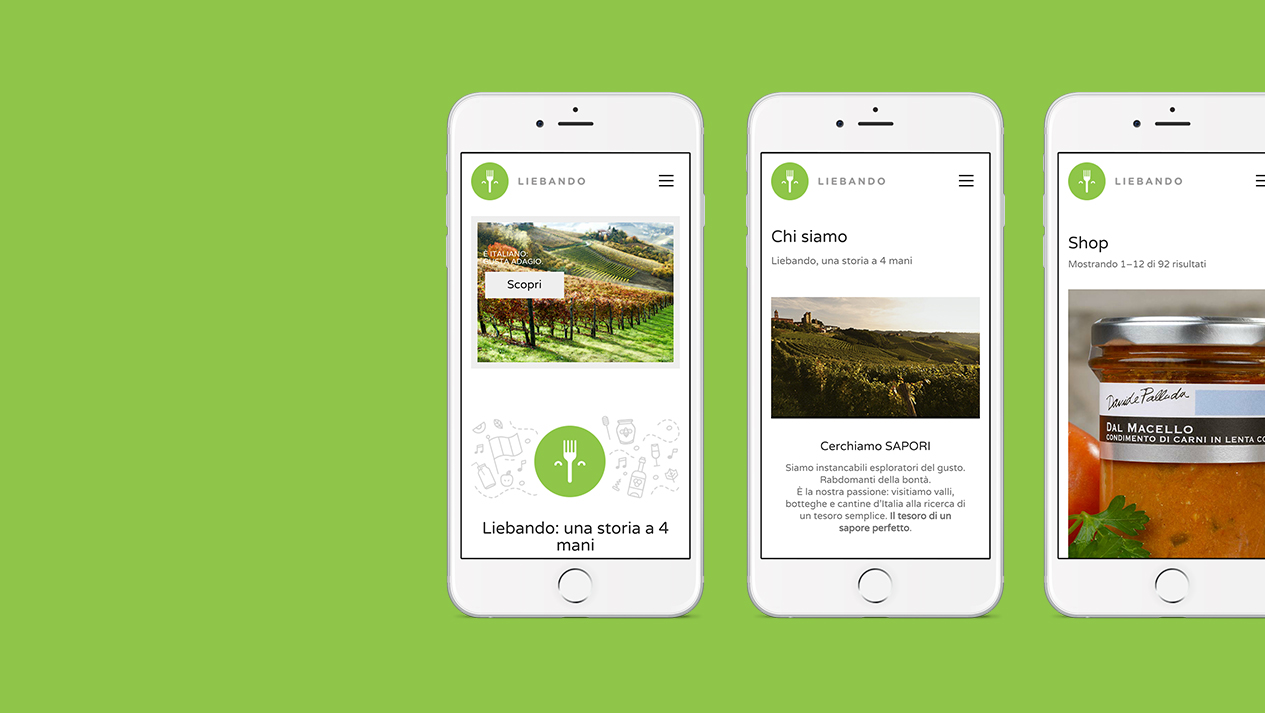 LIEBANDO
È ITALIANO.
GUSTA ADAGIO.
Scopri
Liebando: una storia a 4
mani
LIEBANDO
Chi siamo
Liebando, una storia a 4 mani
Cerchiamo SAPORI
Siamo instancabili esploratori del gusto.
Rabdomanti della bontà.
È la nostra passione: visitiamo valli,
botteghe e cantine d'Italia alla ricerca di
un tesoro semplice. Il tesoro di un
sapore perfetto.
LIEBANDO
Shop
Mostrando 1–12 di 92 risultati
Davide Palluda
DAL MACELLO
CONDIMENTO DI CARNI IN LENTA CO